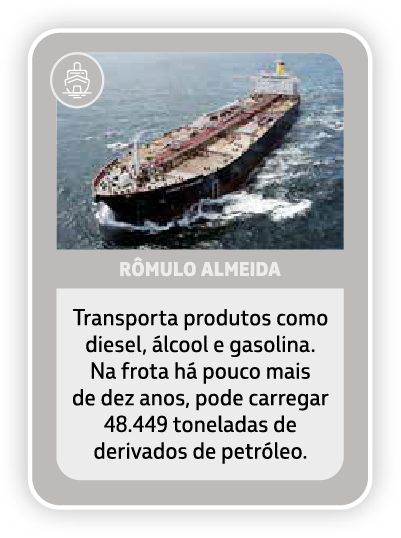 RÔMULO ALMEIDA
Transporta produtos como
diesel, álcool e gasolina.
Na frota há pouco mais
de dez anos, pode carregar
48.449 toneladas de
derivados de petróleo.